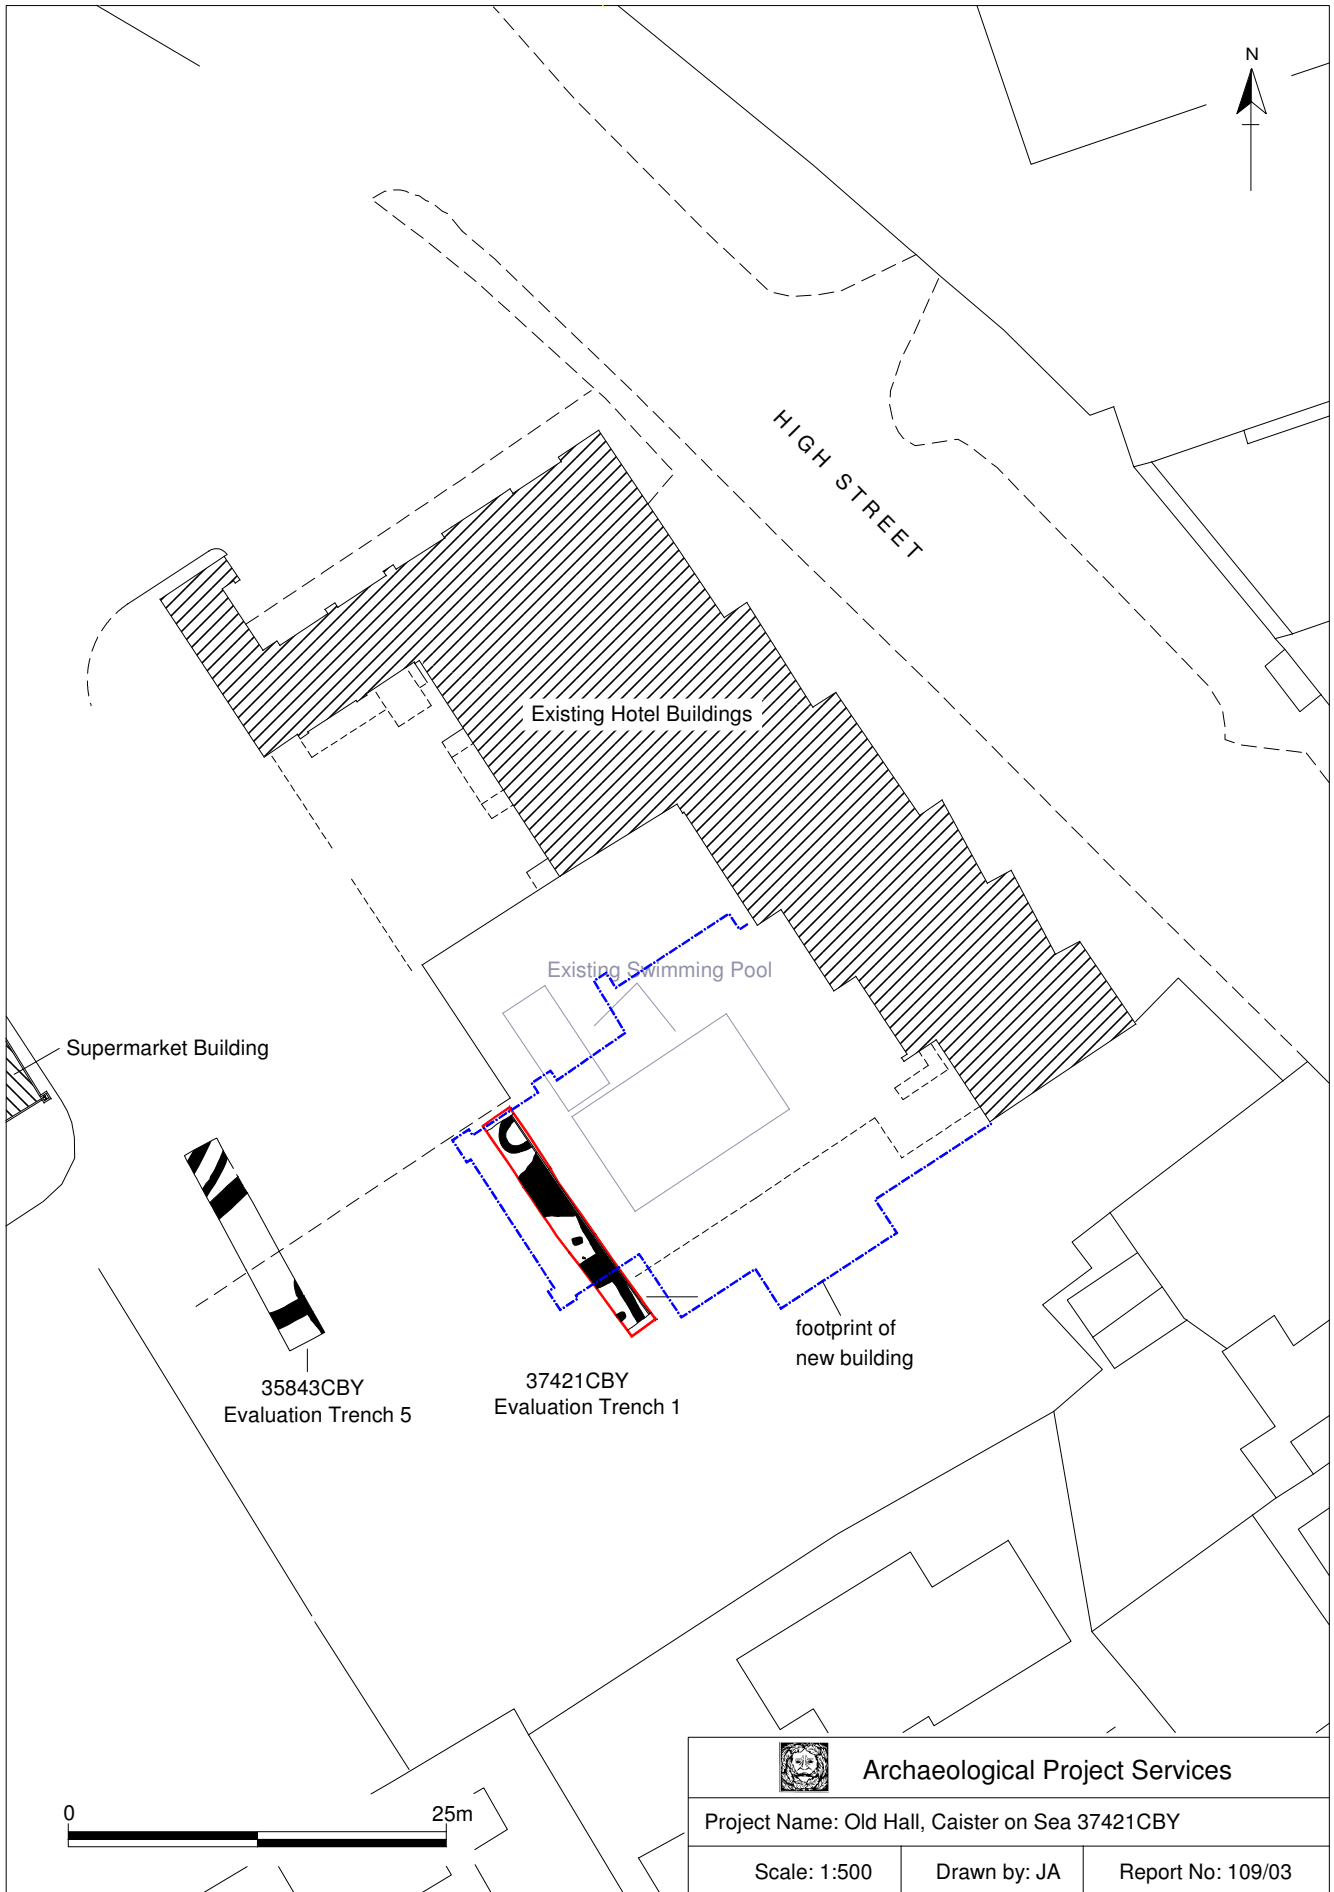 N
HIGH STREET
Existing Hotel Buildings
Existing Swimming Pool
Supermarket Building
footprint of
new building
35843CBY
Evaluation Trench 5
37421CBY
Evaluation Trench 1
0 25m
Archaeological Project Services
Project Name: Old Hall, Caister on Sea 37421CBY
Scale: 1:500 Drawn by: JA Report No: 109/03